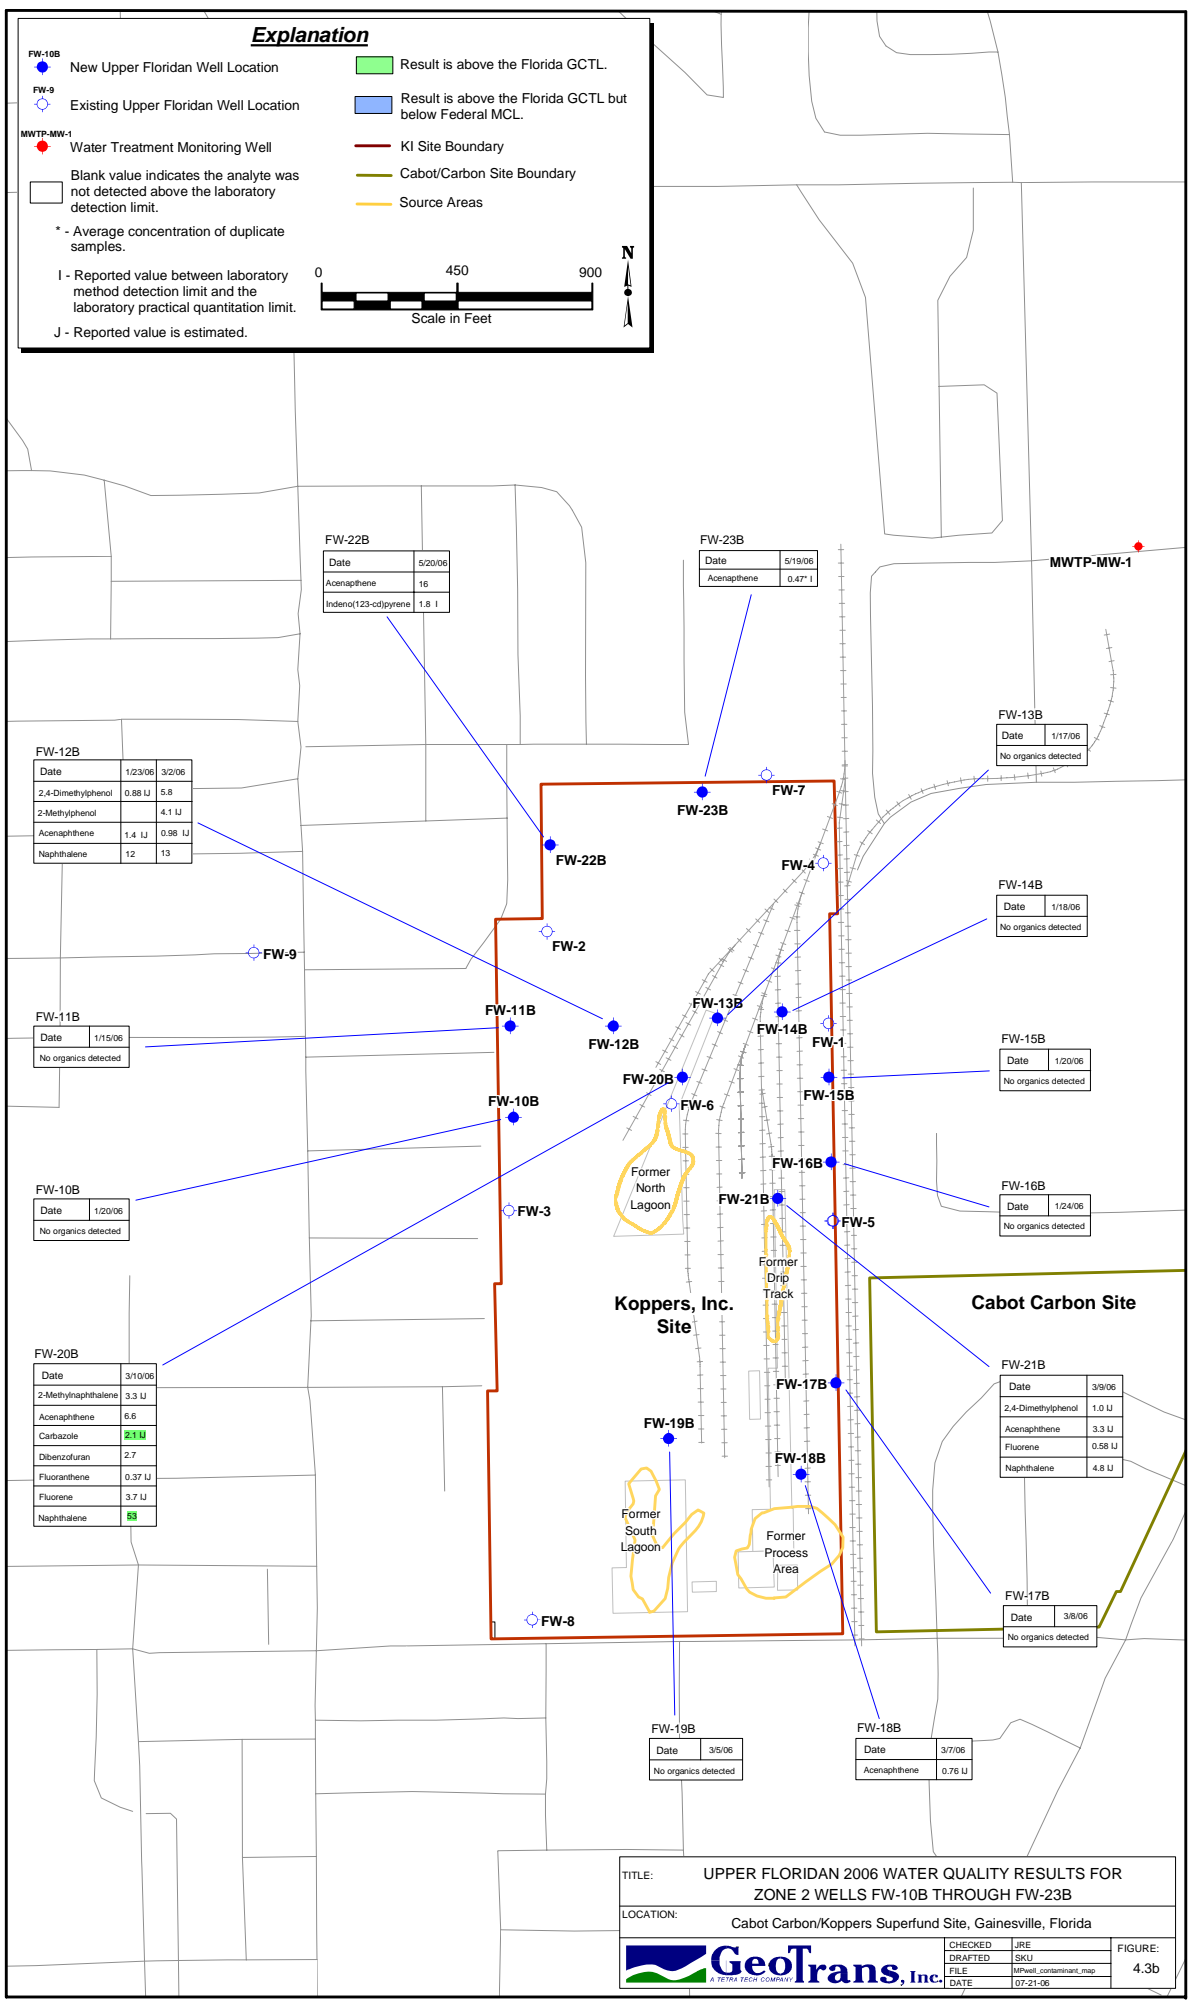 Explanation
FW-10B
New Upper Floridan Well Location
FW-9
Existing Upper Floridan Well Location
MWTP-MW-1
Water Treatment Monitoring Well
Blank value indicates the analyte was
not detected above the laboratory
detection limit.
* - Average concentration of duplicate
samples.
I - Reported value between laboratory
method detection limit and the
laboratory practical quantitation limit.
J - Reported value is estimated.
Result is above the Florida GCTL.
Result is above the Florida GCTL but
below Federal MCL.
KI Site Boundary
Cabot/Carbon Site Boundary
Source Areas
N
0 450 900
Scale in Feet
FW-22B
Date 5/20/06
Acenapthene 16
Indeno(123-cd)pyrene 1.8 I
FW-23B
Date 5/19/06
Acenapthene 0.47* I
MWTP-MW-1
FW-13B
Date 1/17/06
No organics detected
FW-12B
Date 1/23/06 3/2/06
2,4-Dimethylphenol 0.88 IJ 5.8
2-Methylphenol 4.1 IJ
Acenaphthene 1.4 IJ 0.98 IJ
Naphthalene 12 13
FW-7
FW-23B
FW-22B
FW-4
FW-14B
Date 1/18/06
No organics detected
FW-2
FW-9
FW-11B
Date 1/15/06
No organics detected
FW-11B
FW-12B
FW-13B
FW-14B
FW-1
FW-15B
Date 1/20/06
No organics detected
FW-20B
FW-15B
FW-10B
FW-6
FW-16B
FW-21B
FW-10B
Date 1/20/06
No organics detected
Former
North
Lagoon
FW-3
FW-5
FW-16B
Date 1/24/06
No organics detected
Former
Drip
Track
Koppers, Inc.
Site
Cabot Carbon Site
FW-20B
Date 3/10/06
2-Methylnaphthalene 3.3 IJ
Acenaphthene 6.6
Carbazole 2.1 IJ
Dibenzofuran 2.7
Fluoranthene 0.37 IJ
Fluorene 3.7 IJ
Naphthalene 53
FW-21B
Date 3/9/06
2,4-Dimethylphenol 1.0 IJ
Acenaphthene 3.3 IJ
Fluorene 0.58 IJ
Naphthalene 4.8 IJ
FW-17B
FW-19B
FW-18B
Former
South
Lagoon
Former
Process
Area
FW-8
FW-17B
Date 3/8/06
No organics detected
FW-19B
Date 3/5/06
No organics detected
FW-18B
Date 3/7/06
Acenaphthene 0.76 IJ
TITLE: UPPER FLORIDAN 2006 WATER QUALITY RESULTS FOR
ZONE 2 WELLS FW-10B THROUGH FW-23B
LOCATION: Cabot Carbon/Koppers Superfund Site, Gainesville, Florida
GeoTrans, Inc.
A TETRA TECH COMPANY
CHECKED JRE
DRAFTED SKU
FILE MPwell_contaminant_map
DATE 07-21-06
FIGURE:
4.3b